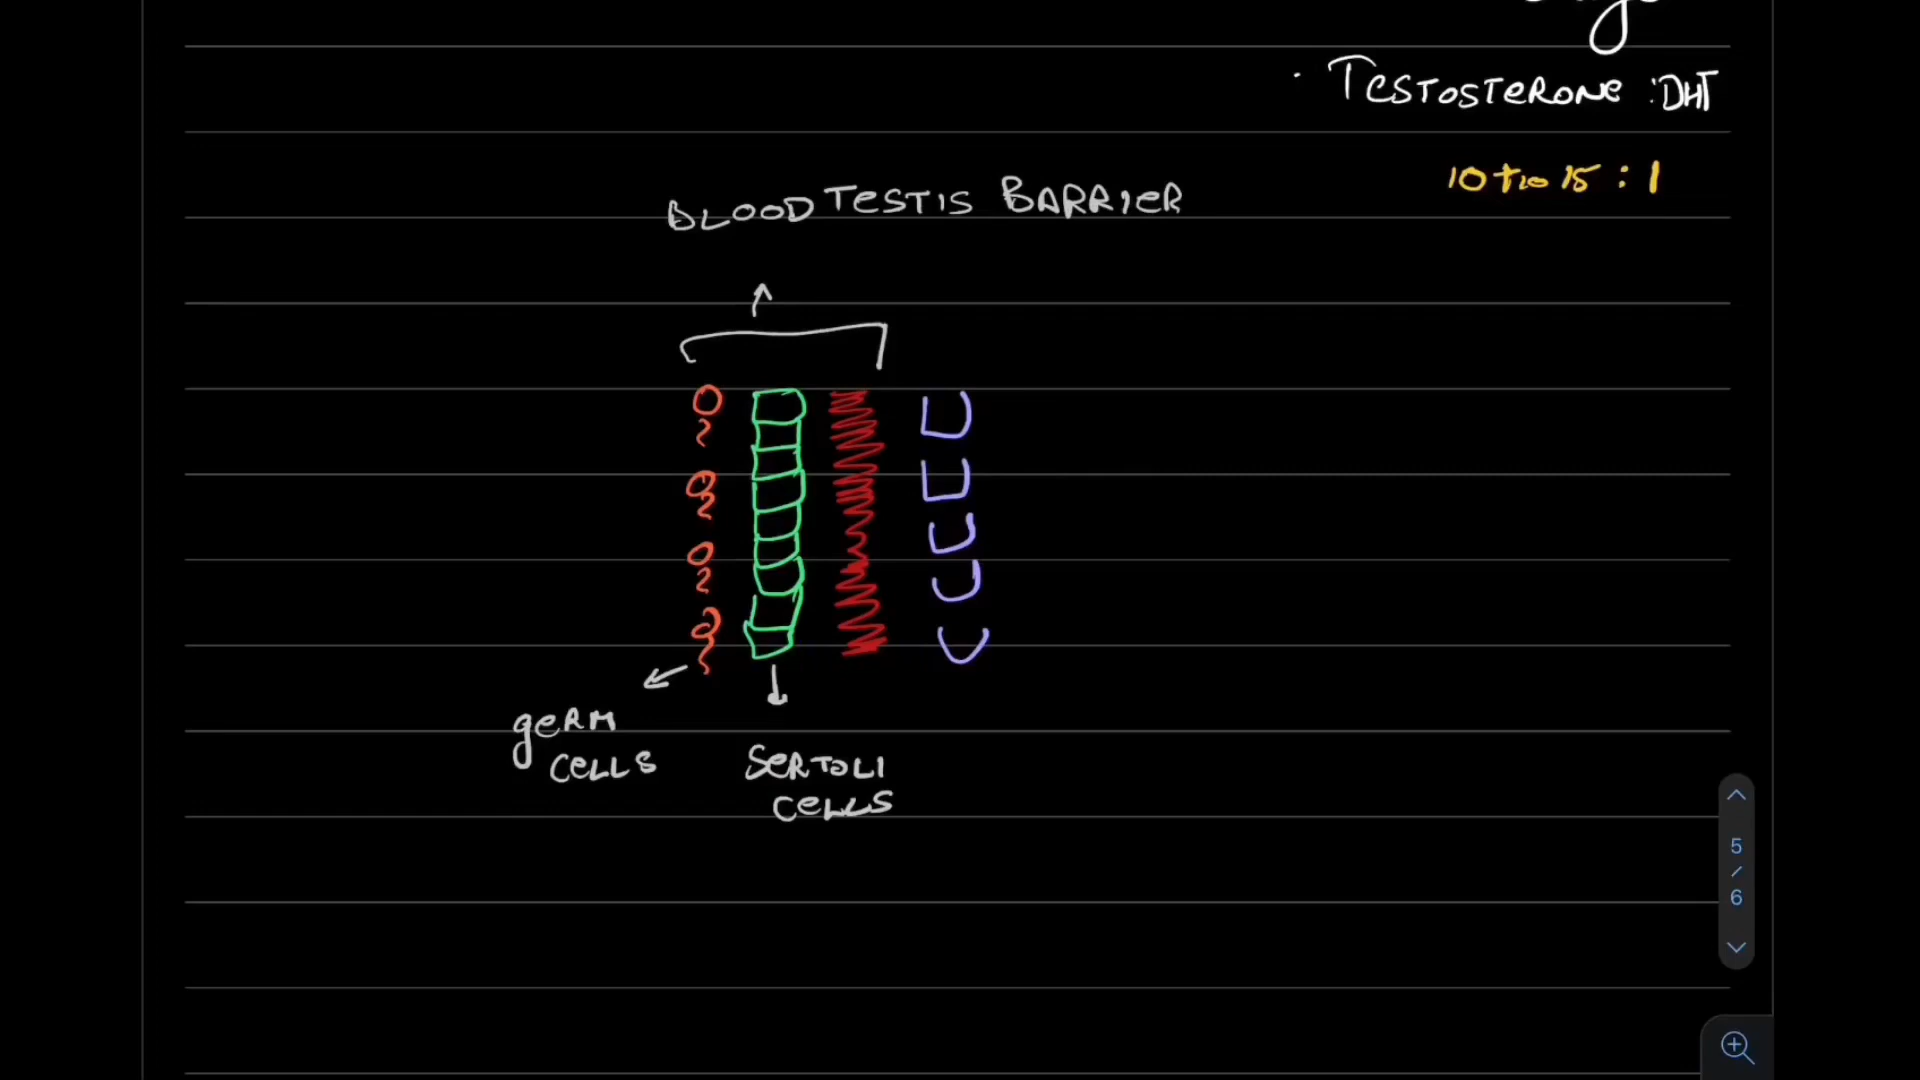 · TESTOSTERONE :DHT
10 to 15 : 1
BLOOD TESTIS BARRIER
germ
cells
SERTOLI
cells
5
/
6